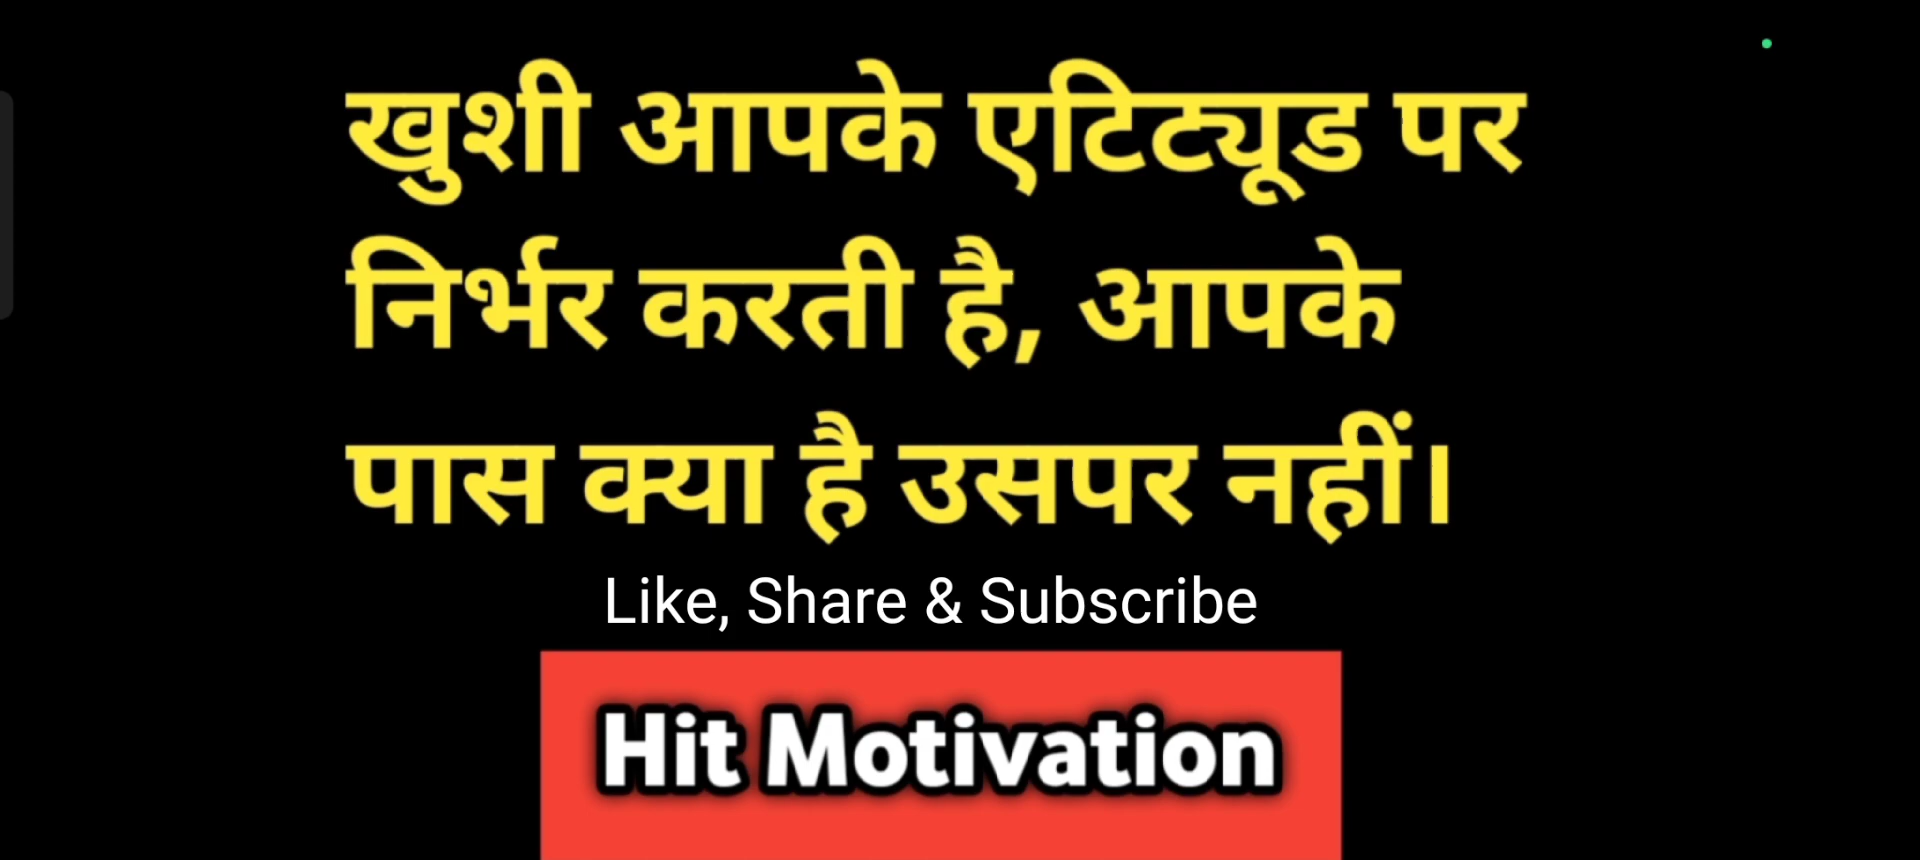 खुशी आपके एटिट्यूड पर
निर्भर करती है, आपके
पास क्या है उसपर नहीं।
Like, Share & Subscribe
Hit Motivation